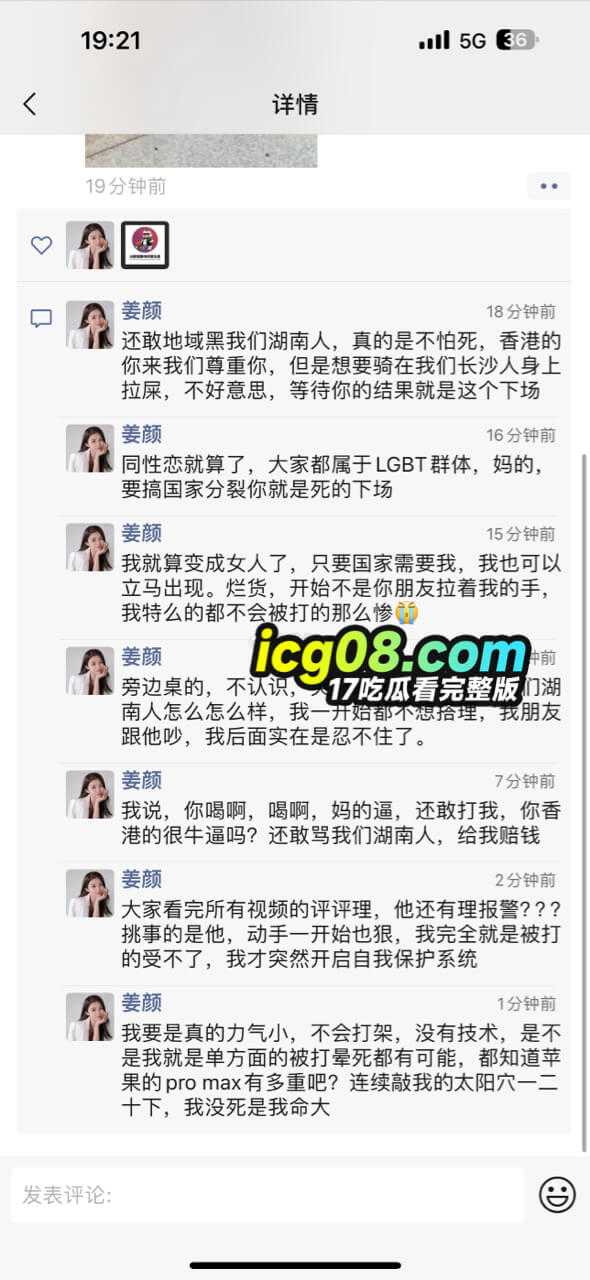 19:21
5G 36
详情
19分钟前
姜颜 18分钟前
还敢地域黑我们湖南人，真的是不怕死，香港的
你来我们尊重你，但是想要骑在我们长沙人身上
拉屎，不好意思，等待你的结果就是这个下场
姜颜 16分钟前
同性恋就算了，大家都属于LGBT群体，妈的，
要搞国家分裂你就是死的下场
姜颜 15分钟前
我就算变成女人了，只要国家需要我，我也可以
立马出现。烂货，开始不是你朋友拉着我的手，
我特么的都不会被打的那么惨😭
姜颜 钟前
icg08.com
17吃瓜看完整版
旁边桌的，不认识， 们湖
南人怎么怎么样，我一开始都不想搭理，我朋友
跟他吵，我后面实在是忍不住了。
姜颜 7分钟前
我说，你喝啊，喝啊，妈的逼，还敢打我，你香
港的很牛逼吗？还敢骂我们湖南人，给我赔钱
姜颜 2分钟前
大家看完所有视频的评评理，他还有理报警???
挑事的是他，动手一开始也狠，我完全就是被打
的受不了，我才突然开启自我保护系统
姜颜 1分钟前
我要是真的力气小，不会打架，没有技术，是不
是我就是单方面的被打晕死都有可能，都知道苹
果的pro max有多重吧？连续敲我的太阳穴一二
十下，我没死是我命大
发表评论: